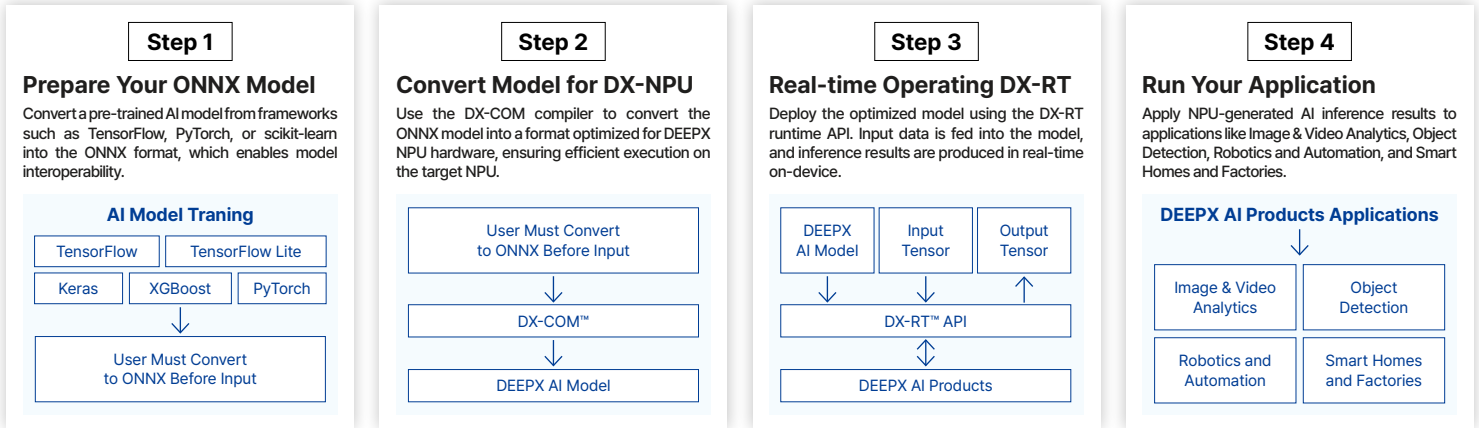 Step 1
Prepare Your ONNX Model
Convert a pre-trained AI model from frameworks
such as TensorFlow, PyTorch, or scikit-learn
into the ONNX format, which enables model
interoperability.
AI Model Traning
TensorFlow
TensorFlow Lite
Keras
XGBoost
PyTorch
User Must Convert
to ONNX Before Input
Step 2
Convert Model for DX-NPU
Use the DX-COM compiler to convert the
ONNX model into a format optimized for DEEPX
NPU hardware, ensuring efficient execution on
the target NPU.
User Must Convert
to ONNX Before Input
DX-COM™
DEEPX AI Model
Step 3
Real-time Operating DX-RT
Deploy the optimized model using the DX-RT
runtime API. Input data is fed into the model,
and inference results are produced in real-time
on-device.
DEEPX
AI Model
Input
Tensor
Output
Tensor
DX-RT™ API
DEEPX AI Products
Step 4
Run Your Application
Apply NPU-generated AI inference results to
applications like Image & Video Analytics, Object
Detection, Robotics and Automation, and Smart
Homes and Factories.
DEEPX AI Products Applications
Image & Video
Analytics
Object
Detection
Robotics and
Automation
Smart Homes
and Factories